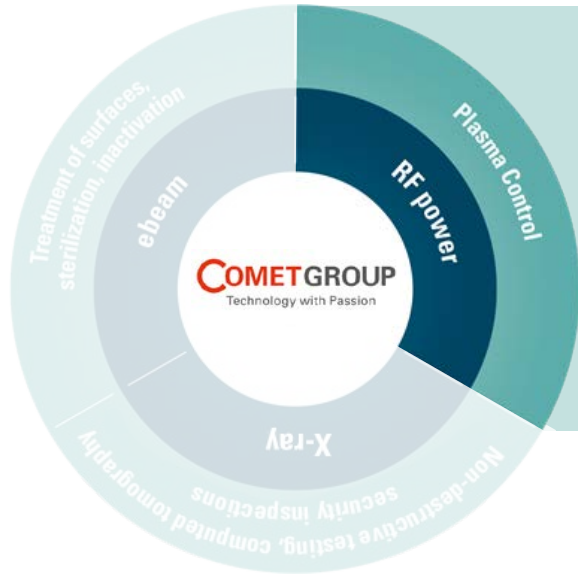 COMETGROUP
Technology with Passion
RF power
Plasma Control
ebeam
Treatment of surfaces,
sterilization, inactivation
X-ray
Non-destructive testing, computed tomography
security inspections